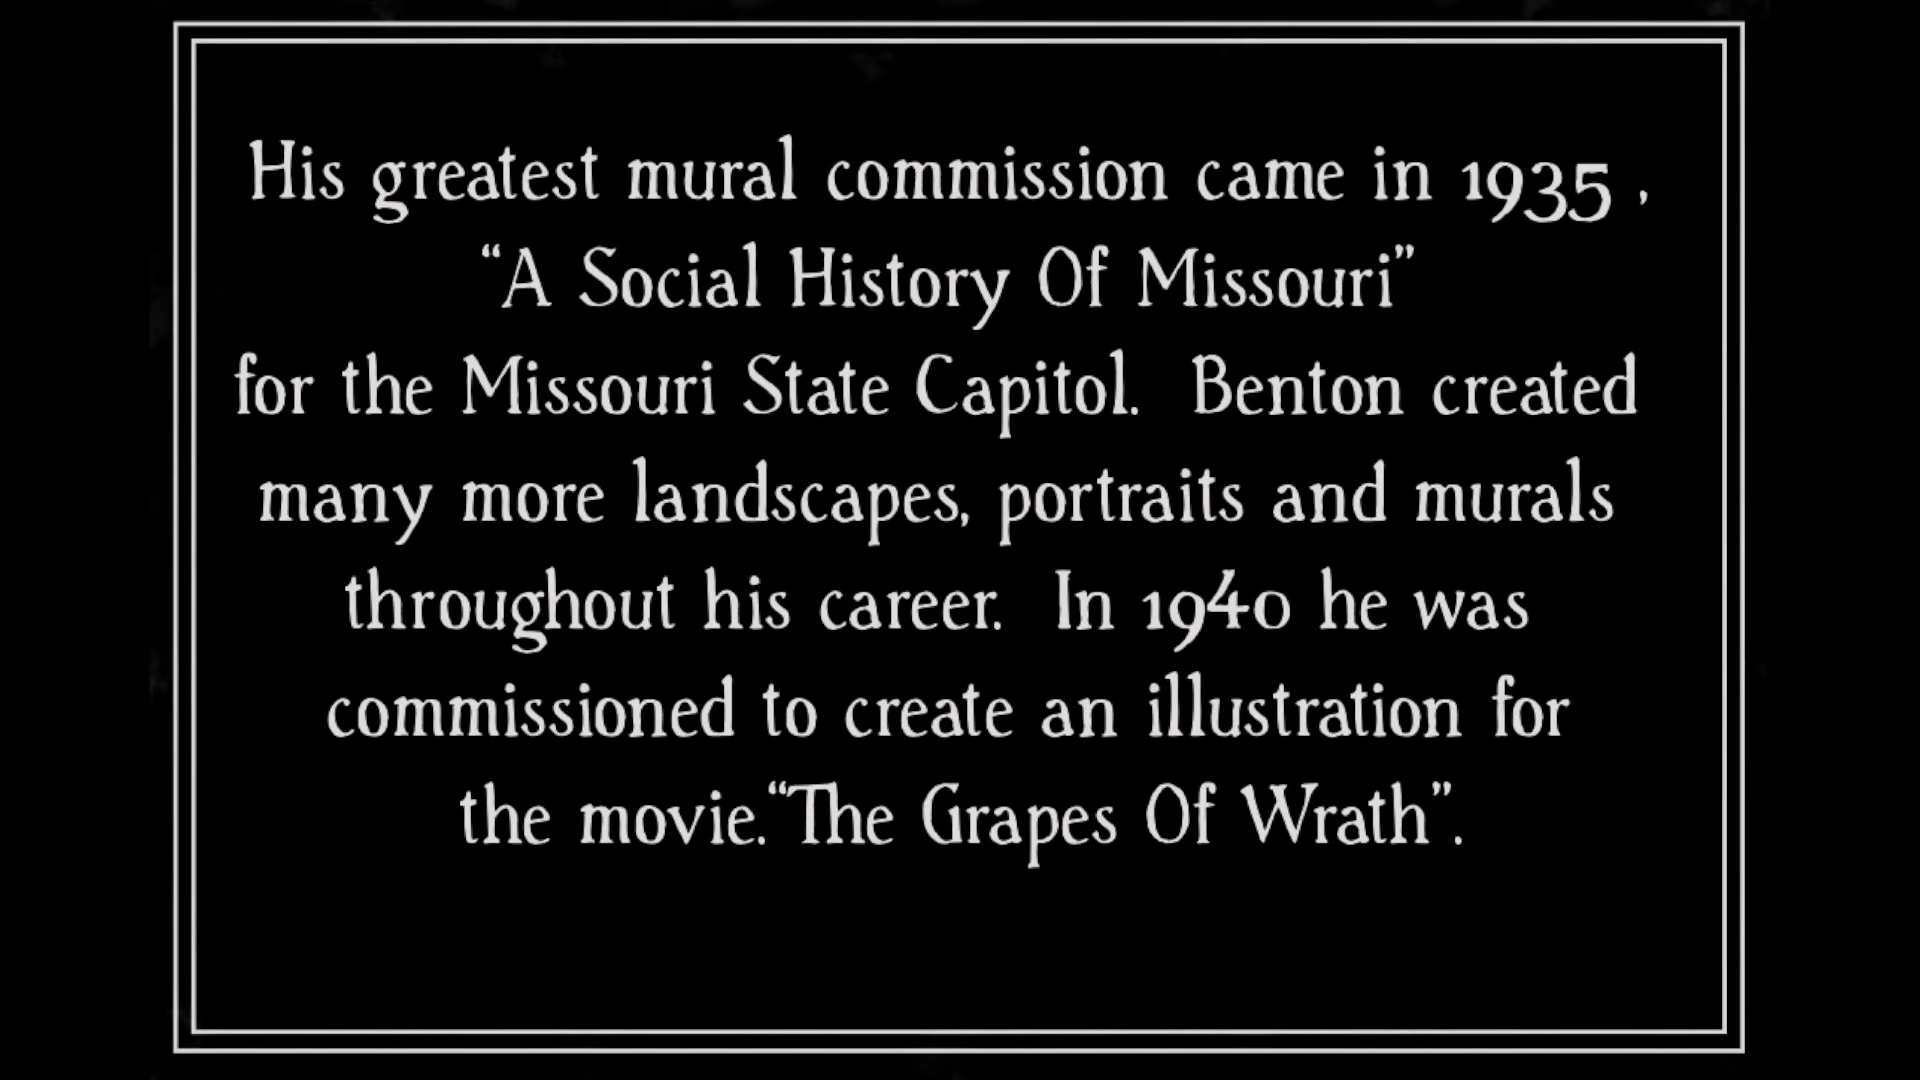 His greatest mural commission came in 1935 ,
“A Social History Of Missouri”
for the Missouri State Capitol.  Benton created
many more landscapes, portraits and murals
throughout his career.  In 1940 he was
commissioned to create an illustration for
the movie.“The Grapes Of Wrath”.